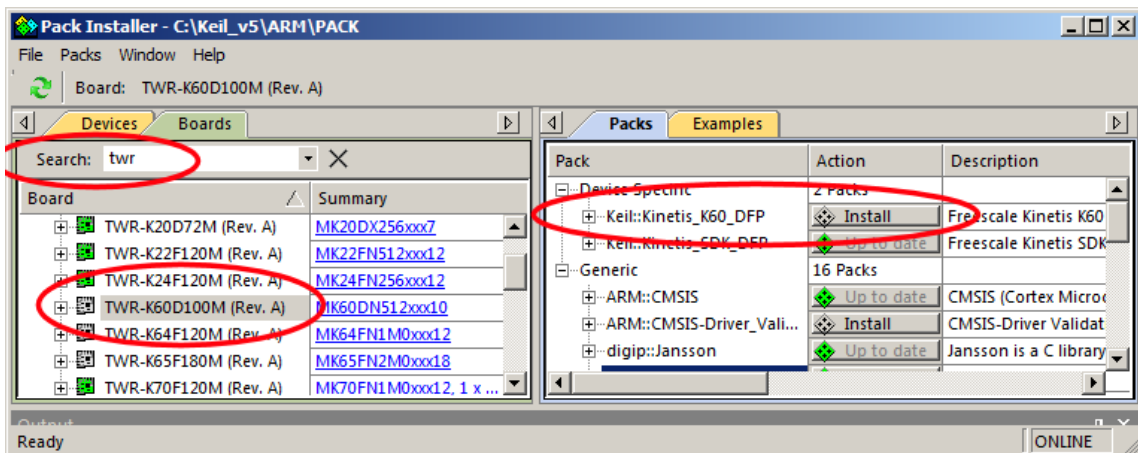 Pack Installer - C:\Keil_v5\ARM\PACK
File Packs Window Help
Board: TWR-K60D100M (Rev. A)
Devices Boards
Search: twr
Board Summary
TWR-K20D72M (Rev. A) MK20DX256xxx7
TWR-K22F120M (Rev. A) MK22FN512xxx12
TWR-K24F120M (Rev. A) MK24FN256xxx12
TWR-K60D100M (Rev. A) MK60DN512xxx10
TWR-K64F120M (Rev. A) MK64FN1M0xxx12
TWR-K65F180M (Rev. A) MK65FN2M0xxx18
TWR-K70F120M (Rev. A) MK70FN1M0xxx12, 1 x ...
Packs Examples
Pack Action Description
Device Specific 2 Packs
Keil::Kinetis_K60_DFP Install Freescale Kinetis K60
Keil::Kinetis_SDK_DFP Up to date Freescale Kinetis SDK
Generic 16 Packs
ARM::CMSIS Up to date CMSIS (Cortex Microc
ARM::CMSIS-Driver_Vali... Install CMSIS-Driver Validat
digip::Jansson Up to date Jansson is a C library
Output
Ready ONLINE